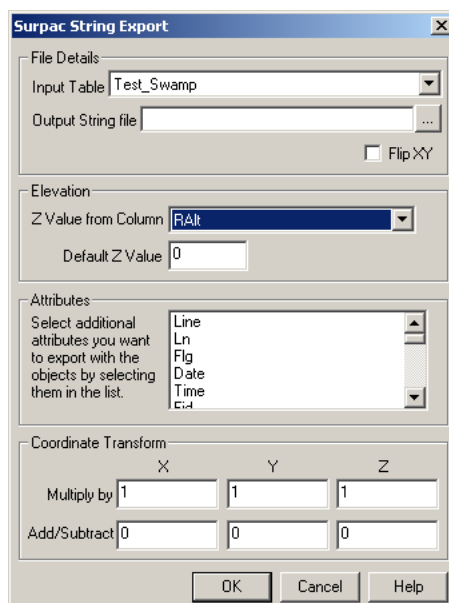 Surpac String Export
File Details
Input Table Test_Swamp
Output String file ...
Flip XY
Elevation
Z Value from Column RAlt
Default Z Value 0
Attributes
Select additional
attributes you want
to export with the
objects by selecting
them in the list.
Line
Ln
Flg
Date
Time
Fid
Coordinate Transform
X Y Z
Multiply by 1 1 1
Add/Subtract 0 0 0
OK Cancel Help